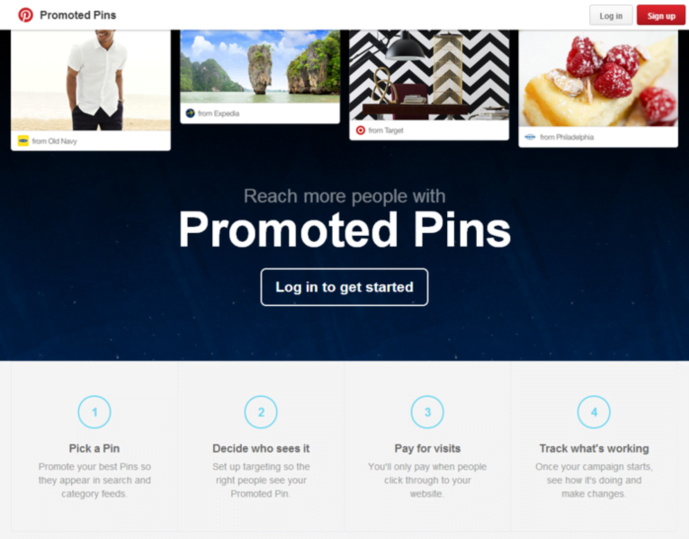 Promoted Pins
Log in
Sign up
from Old Navy
from Expedia
from Target
from Philadelphia
Reach more people with
Promoted Pins
Log in to get started
1
Pick a Pin
Promote your best Pins so
they appear in search and
category feeds.
2
Decide who sees it
Set up targeting so the
right people see your
Promoted Pin.
3
Pay for visits
You'll only pay when people
click through to your
website.
4
Track what's working
Once your campaign starts,
see how it's doing and
make changes.